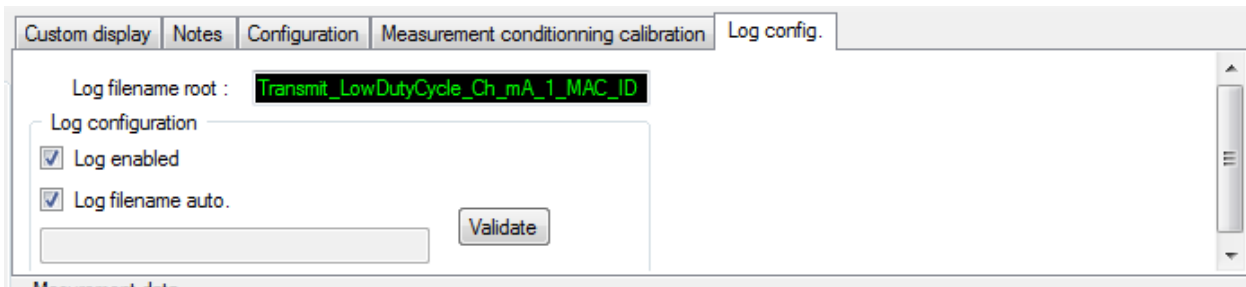 Custom display Notes Configuration Measurement conditionning calibration Log config.
Log filename root : Transmit_LowDutyCycle_Ch_mA_1_MAC_ID
Log configuration
Log enabled
Log filename auto.
Validate